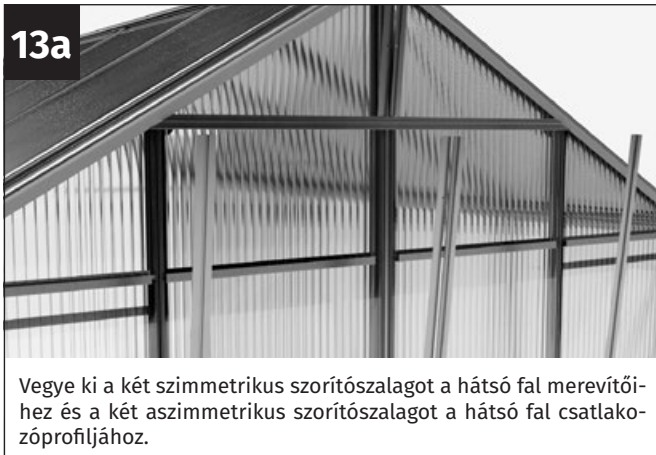 13a
Vegye ki a két szimmetrikus szorítószalagot a hátsó fal merevítői-
hez és a két aszimmetrikus szorítószalagot a hátsó fal csatlako-
zóprofiljához.